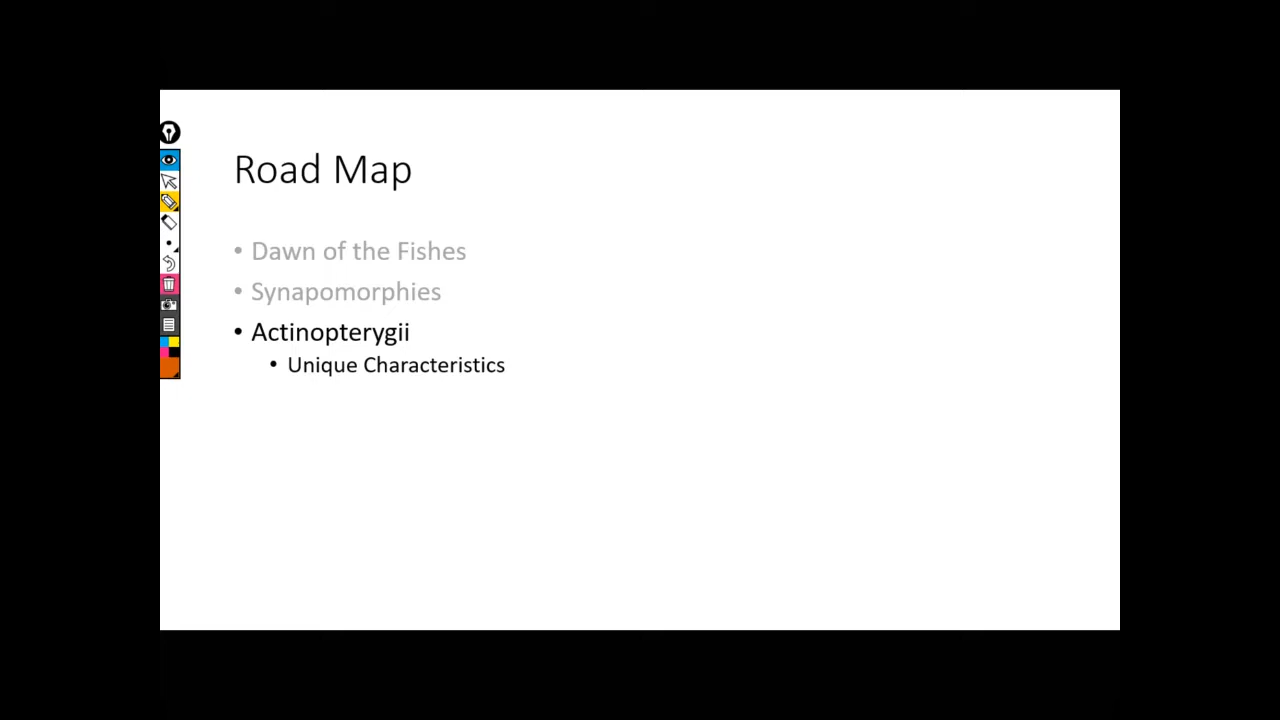 Road Map
• Dawn of the Fishes
• Synapomorphies
• Actinopterygii
• Unique Characteristics